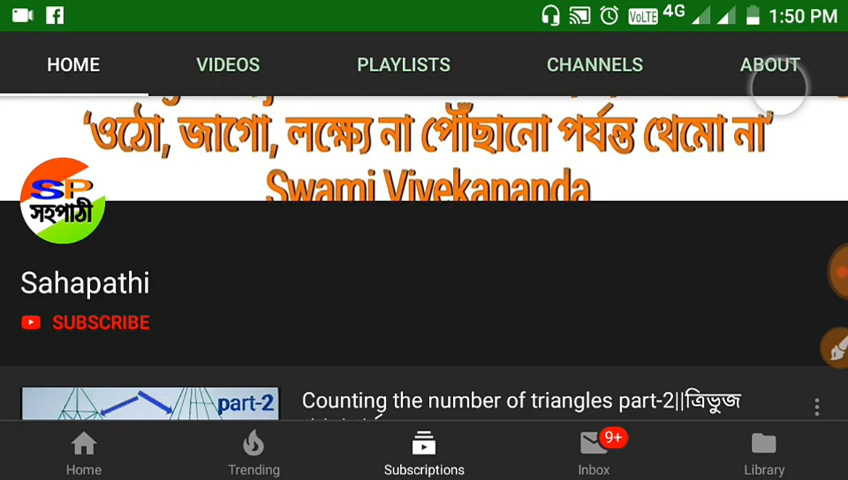 VoLTE 4G 1:50 PM
HOME VIDEOS PLAYLISTS CHANNELS ABOUT
‘ওঠো, জাগো, লক্ষ্যে না পৌঁছানো পর্যন্ত থেমো না’
Swami Vivekananda
SP
সহপাঠী
Sahapathi
SUBSCRIBE
part-2
Counting the number of triangles part-2||ত্রিভুজ
9+
Home Trending Subscriptions Inbox Library